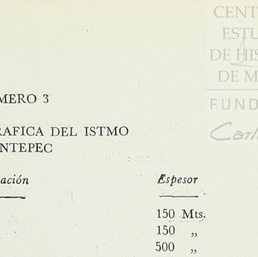 CENT
ESTU
DE HIS
DE M
FUND
Carl
MERO 3
RAFICA DEL ISTMO
NTEPEC
ación
Espesor
150 Mts.
150 „
500 „